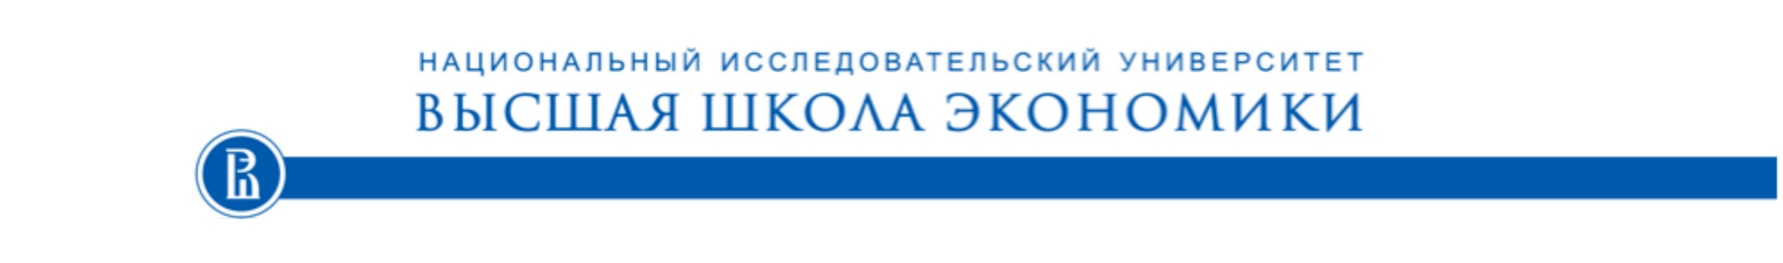 НАЦИОНАЛЬНЫЙ ИССЛЕДОВАТЕЛЬСКИЙ УНИВЕРСИТЕТ
ВЫСШАЯ ШКОЛА ЭКОНОМИКИ